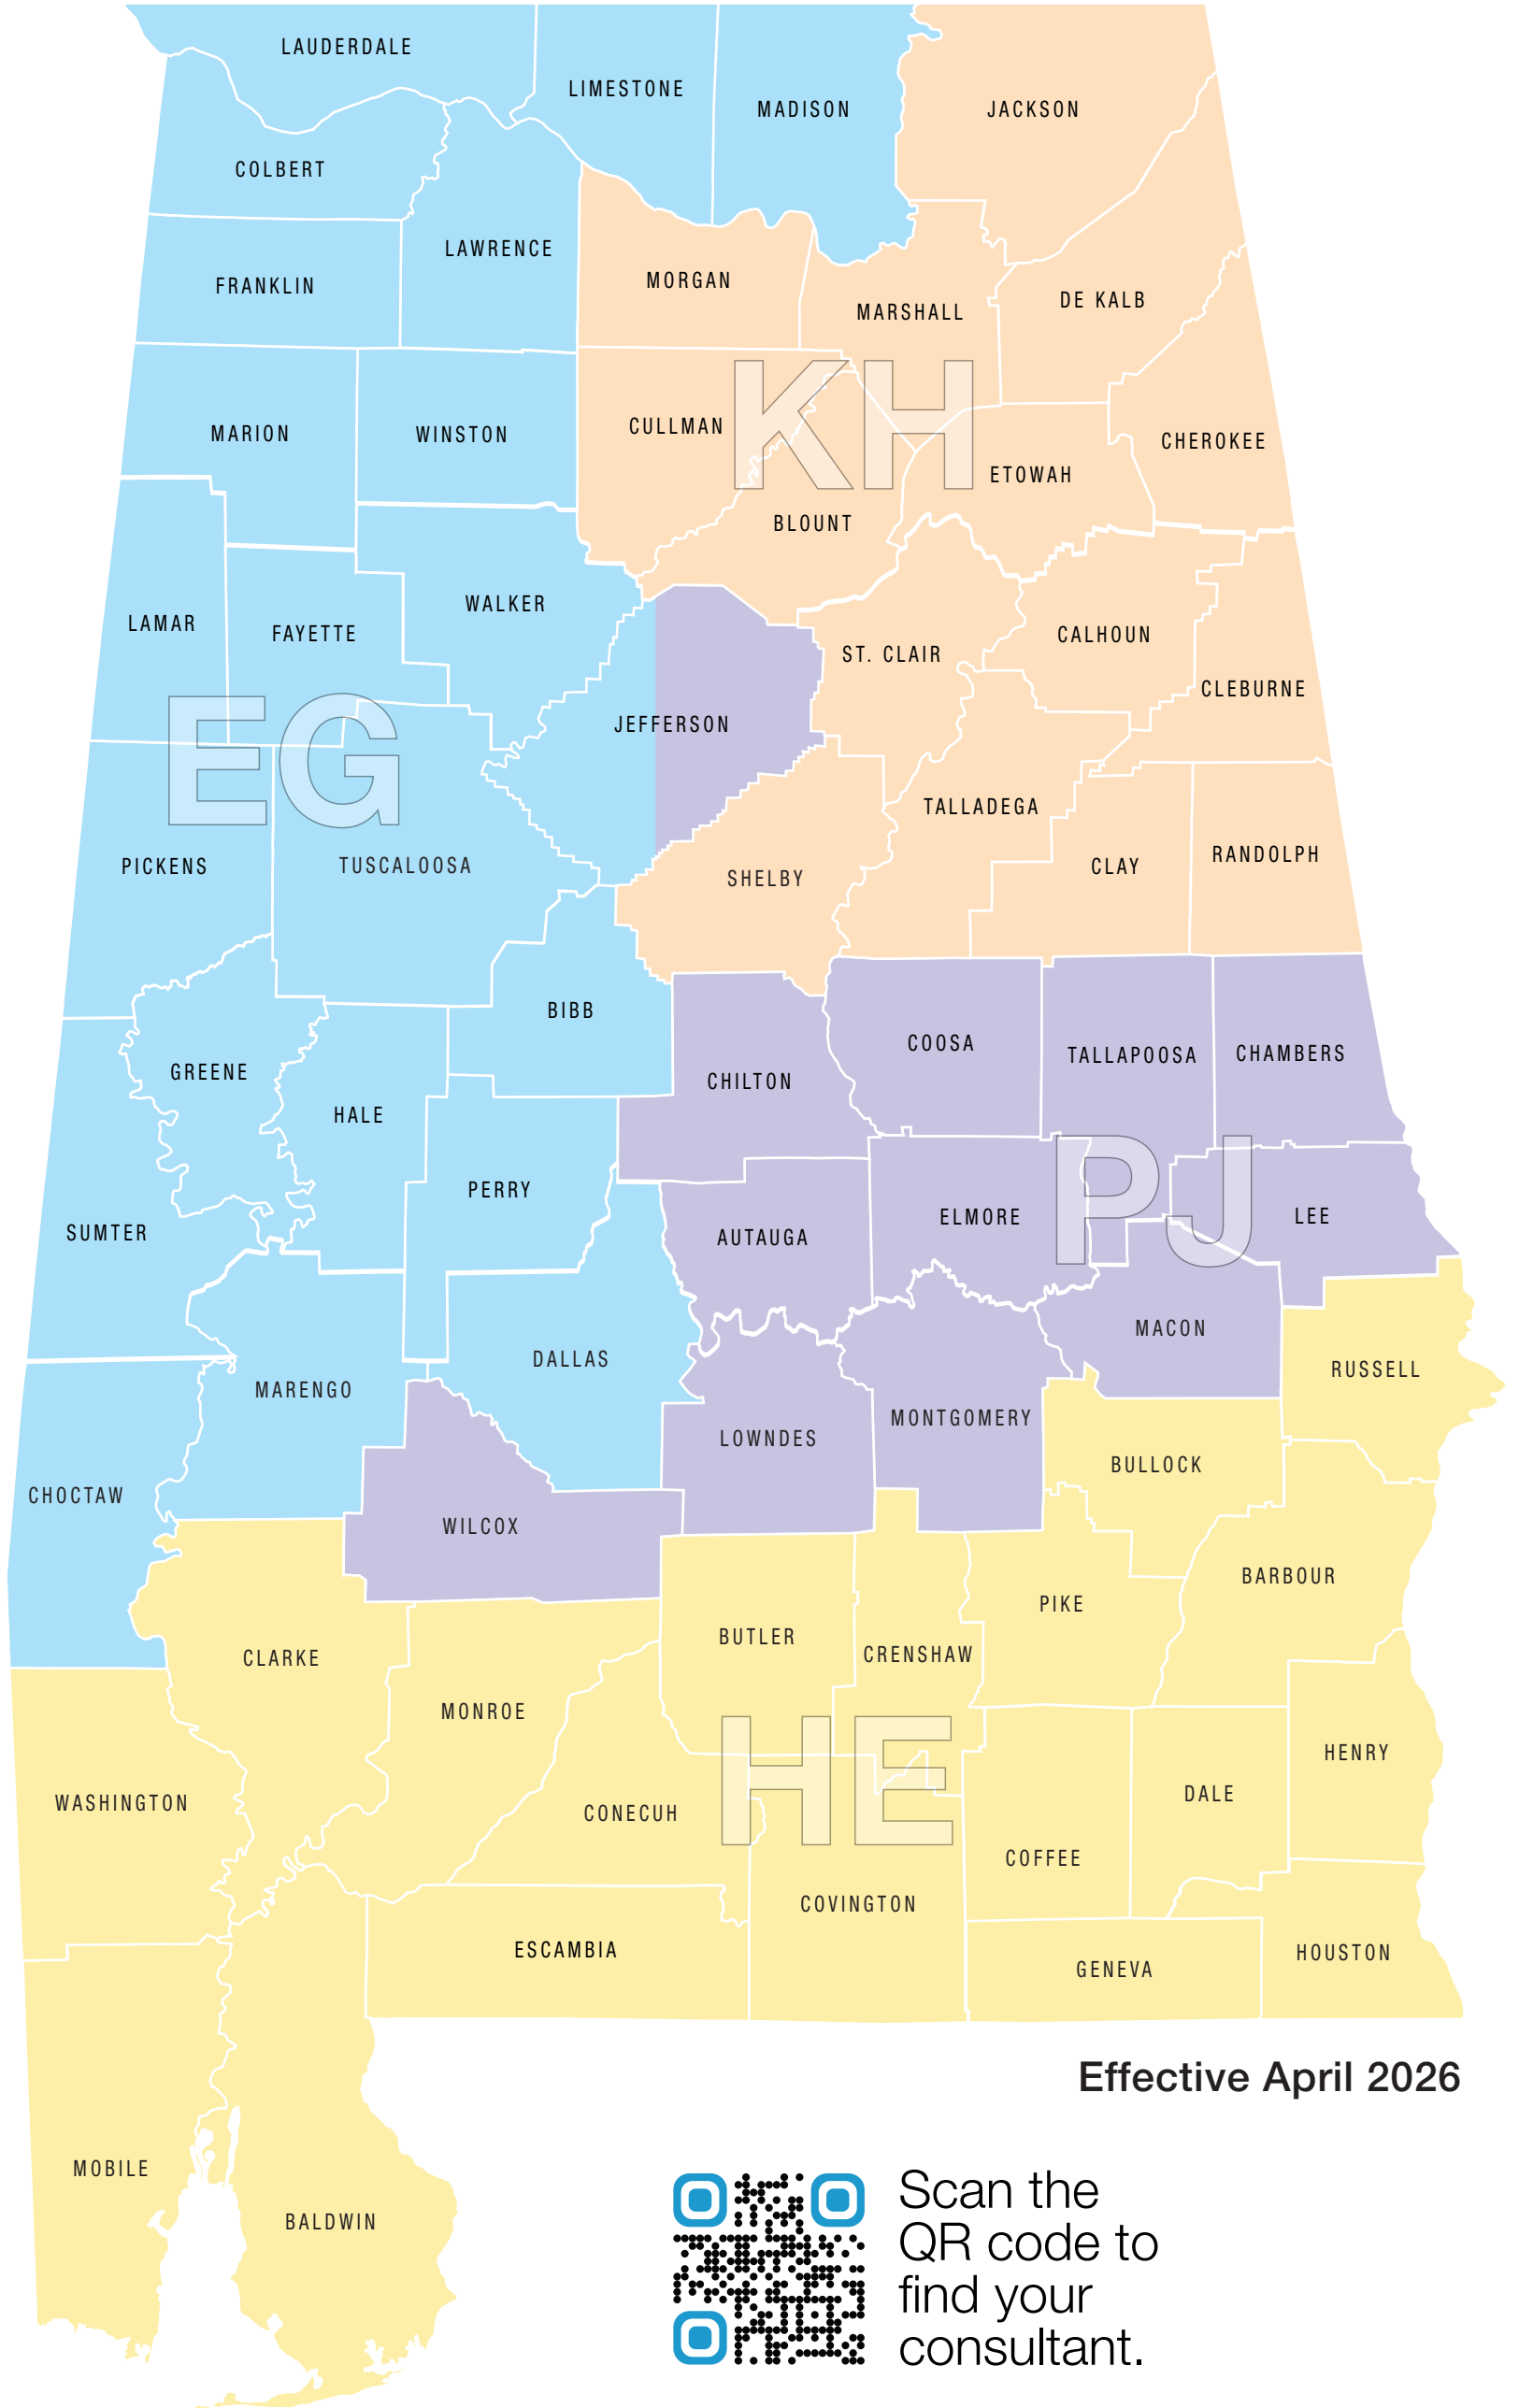 LAUDERDALE
LIMESTONE
MADISON
JACKSON
COLBERT
LAWRENCE
FRANKLIN
MORGAN
MARSHALL
DE KALB
KH
MARION
WINSTON
CULLMAN
CHEROKEE
ETOWAH
BLOUNT
WALKER
LAMAR
FAYETTE
ST. CLAIR
CALHOUN
CLEBURNE
JEFFERSON
EG
TALLADEGA
PICKENS
TUSCALOOSA
SHELBY
CLAY
RANDOLPH
BIBB
COOSA
TALLAPOOSA
CHAMBERS
GREENE
CHILTON
HALE
PERRY
PJ
SUMTER
AUTAUGA
ELMORE
LEE
MACON
DALLAS
RUSSELL
MARENGO
LOWNDES
MONTGOMERY
BULLOCK
CHOCTAW
WILCOX
BARBOUR
PIKE
BUTLER
CLARKE
CRENSHAW
MONROE
HENRY
HE
WASHINGTON
CONECUH
DALE
COFFEE
COVINGTON
ESCAMBIA
GENEVA
HOUSTON
Effective April 2026
MOBILE
BALDWIN
Scan the
QR code to
find your
consultant.